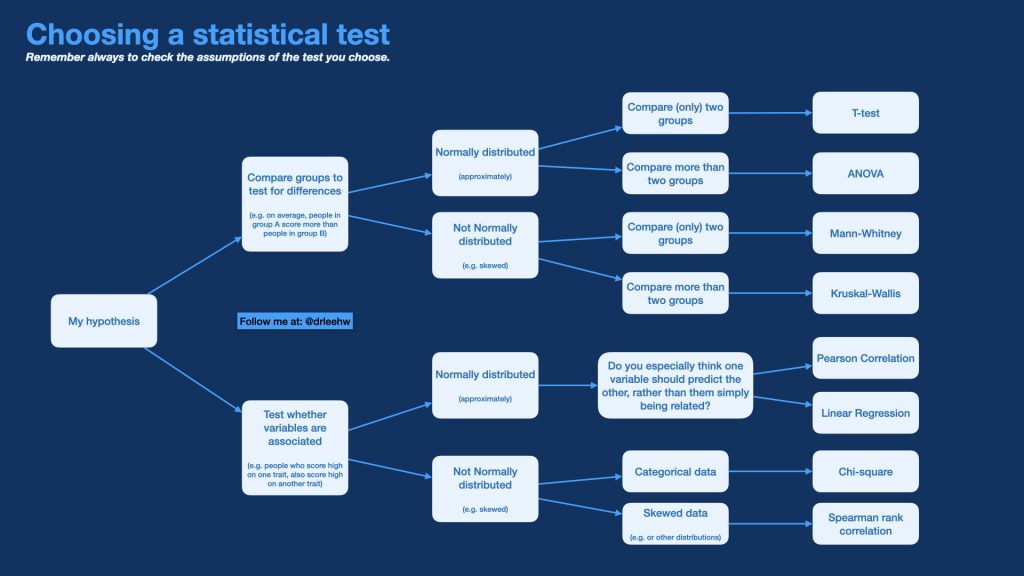 Choosing a statistical test
Remember always to check the assumptions of the test you choose.
My hypothesis
Compare groups to
test for differences
(e.g. on average, people in
group A score more than
people in group B)
Normally distributed
(approximately)
Compare (only) two
groups
T-test
Compare more than
two groups
ANOVA
Not Normally
distributed
(e.g. skewed)
Compare (only) two
groups
Mann-Whitney
Compare more than
two groups
Kruskal-Wallis
Follow me at: @drleehw
Test whether
variables are
associated
(e.g. people who score high
on one trait, also score high
on another trait)
Normally distributed
(approximately)
Do you especially think one
variable should predict the
other, rather than them simply
being related?
Pearson Correlation
Linear Regression
Not Normally
distributed
(e.g. skewed)
Categorical data
Chi-square
Skewed data
(e.g. or other distributions)
Spearman rank
correlation